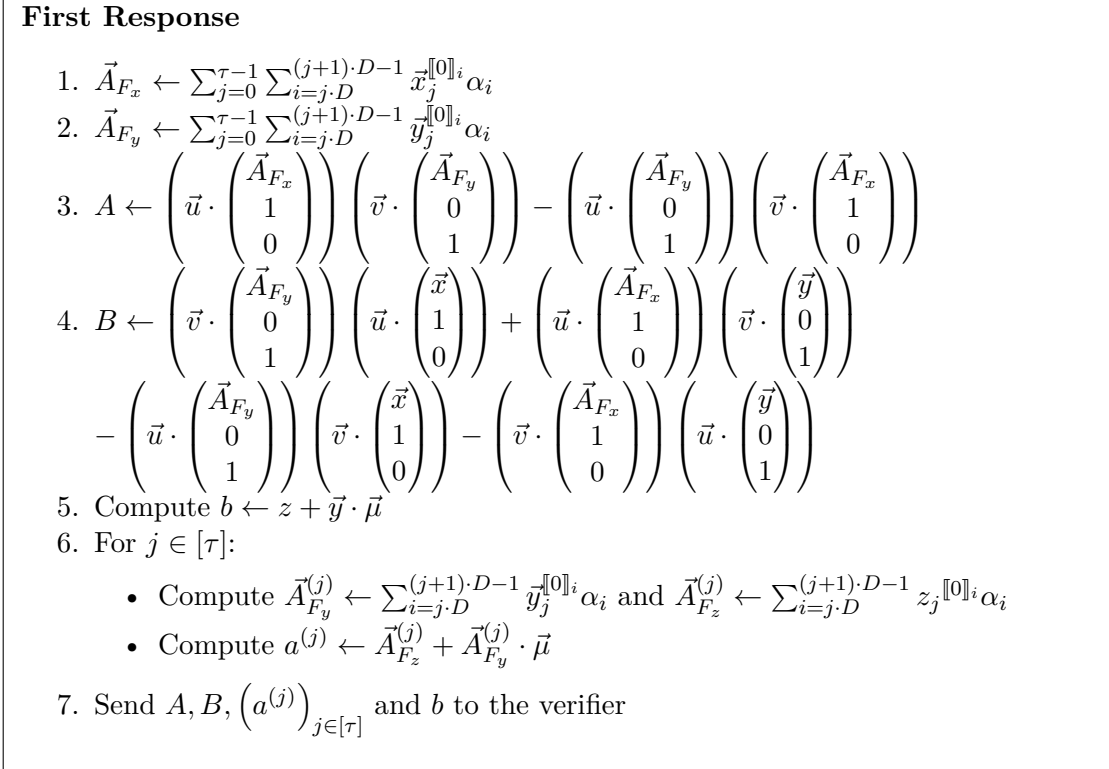 First Response
1. $\vec{A}_{F_x} \leftarrow \sum_{j=0}^{\tau-1} \sum_{i=j\cdot D}^{(j+1)\cdot D-1} \vec{x}_j^{[\![0]\!]_i} \alpha_i$
2. $\vec{A}_{F_y} \leftarrow \sum_{j=0}^{\tau-1} \sum_{i=j\cdot D}^{(j+1)\cdot D-1} \vec{y}_j^{[\![0]\!]_i} \alpha_i$
3. $A \leftarrow \left(\vec{u} \cdot \begin{pmatrix} \vec{A}_{F_x} \\ 1 \\ 0 \end{pmatrix}\right) \left(\vec{v} \cdot \begin{pmatrix} \vec{A}_{F_y} \\ 0 \\ 1 \end{pmatrix}\right) - \left(\vec{u} \cdot \begin{pmatrix} \vec{A}_{F_y} \\ 0 \\ 1 \end{pmatrix}\right) \left(\vec{v} \cdot \begin{pmatrix} \vec{A}_{F_x} \\ 1 \\ 0 \end{pmatrix}\right)$
4. $B \leftarrow \left(\vec{v} \cdot \begin{pmatrix} \vec{A}_{F_y} \\ 0 \\ 1 \end{pmatrix}\right) \left(\vec{u} \cdot \begin{pmatrix} \vec{x} \\ 1 \\ 0 \end{pmatrix}\right) + \left(\vec{u} \cdot \begin{pmatrix} \vec{A}_{F_x} \\ 1 \\ 0 \end{pmatrix}\right) \left(\vec{v} \cdot \begin{pmatrix} \vec{y} \\ 0 \\ 1 \end{pmatrix}\right)$
$- \left(\vec{u} \cdot \begin{pmatrix} \vec{A}_{F_y} \\ 0 \\ 1 \end{pmatrix}\right) \left(\vec{v} \cdot \begin{pmatrix} \vec{x} \\ 1 \\ 0 \end{pmatrix}\right) - \left(\vec{v} \cdot \begin{pmatrix} \vec{A}_{F_x} \\ 1 \\ 0 \end{pmatrix}\right) \left(\vec{u} \cdot \begin{pmatrix} \vec{y} \\ 0 \\ 1 \end{pmatrix}\right)$
5. Compute $b \leftarrow z + \vec{y} \cdot \vec{\mu}$
6. For $j \in [\tau]$:
• Compute $\vec{A}_{F_y}^{(j)} \leftarrow \sum_{i=j\cdot D}^{(j+1)\cdot D-1} \vec{y}_j^{[\![0]\!]_i} \alpha_i$ and $\vec{A}_{F_z}^{(j)} \leftarrow \sum_{i=j\cdot D}^{(j+1)\cdot D-1} z_j{}^{[\![0]\!]_i} \alpha_i$
• Compute $a^{(j)} \leftarrow \vec{A}_{F_z}^{(j)} + \vec{A}_{F_y}^{(j)} \cdot \vec{\mu}$
7. Send $A, B, \left(a^{(j)}\right)_{j\in[\tau]}$ and $b$ to the verifier